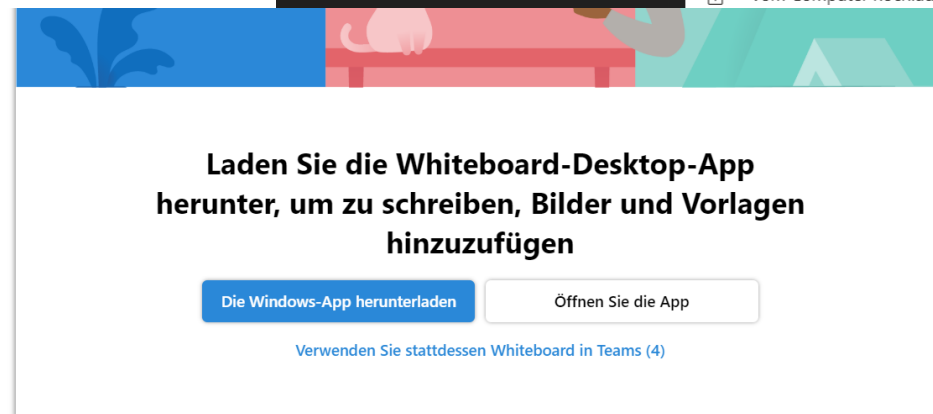 Laden Sie die Whiteboard-Desktop-App
herunter, um zu schreiben, Bilder und Vorlagen
hinzuzufügen
Die Windows-App herunterladen
Öffnen Sie die App
Verwenden Sie stattdessen Whiteboard in Teams (4)